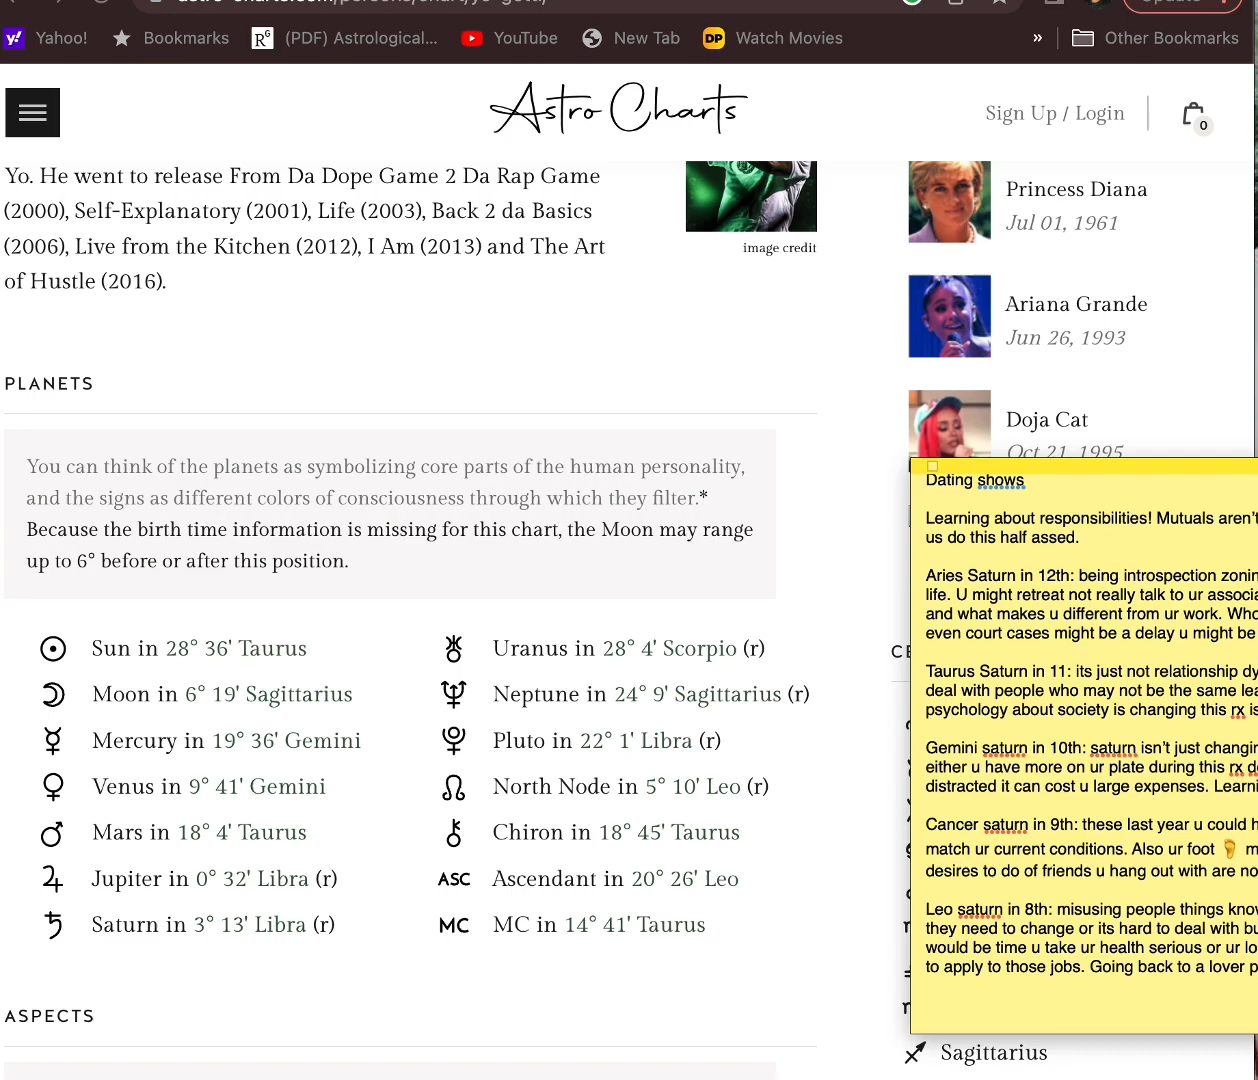 Yahoo!
Bookmarks
(PDF) Astrological...
YouTube
New Tab
DP
Watch Movies
»
Other Bookmarks
Astro Charts
Sign Up / Login
0
Yo. He went to release From Da Dope Game 2 Da Rap Game
(2000), Self-Explanatory (2001), Life (2003), Back 2 da Basics
(2006), Live from the Kitchen (2012), I Am (2013) and The Art
of Hustle (2016).
image credit
PLANETS
You can think of the planets as symbolizing core parts of the human personality,
and the signs as different colors of consciousness through which they filter.*
Because the birth time information is missing for this chart, the Moon may range
up to 6° before or after this position.
Sun in 28° 36' Taurus
Moon in 6° 19' Sagittarius
Mercury in 19° 36' Gemini
Venus in 9° 41' Gemini
Mars in 18° 4' Taurus
Jupiter in 0° 32' Libra (r)
Saturn in 3° 13' Libra (r)
Uranus in 28° 4' Scorpio (r)
Neptune in 24° 9' Sagittarius (r)
Pluto in 22° 1' Libra (r)
North Node in 5° 10' Leo (r)
Chiron in 18° 45' Taurus
ASC Ascendant in 20° 26' Leo
MC MC in 14° 41' Taurus
ASPECTS
Princess Diana
Jul 01, 1961
Ariana Grande
Jun 26, 1993
Doja Cat
Oct 21, 1995
Dating shows
Learning about responsibilities! Mutuals aren't
us do this half assed.
Aries Saturn in 12th: being introspection
life. U might retreat not really talk to ur
and what makes u different from ur work.
even court cases might be a delay u might be
Taurus Saturn in 11: its just not relationship
deal with people who may not be the same
psychology about society is changing this rx is
Gemini saturn in 10th: saturn isn't just
either u have more on ur plate during this rx
distracted it can cost u large expenses.
Cancer saturn in 9th: these last year u could
match ur current conditions. Also ur foot 🦶
desires to do of friends u hang out with are
Leo saturn in 8th: misusing people things
they need to change or its hard to deal with
would be time u take ur health serious or ur
to apply to those jobs. Going back to a lover
Sagittarius